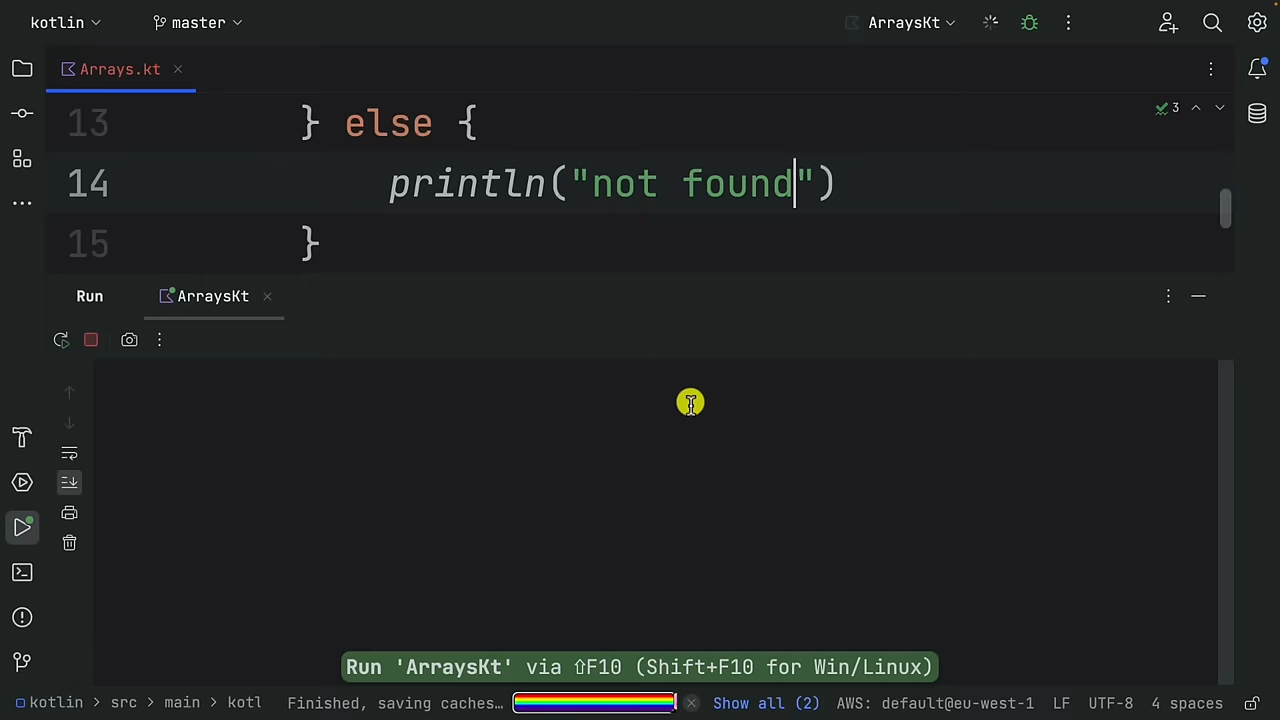 kotlin
master
ArraysKt
Arrays.kt
3
13 } else {
14 println("not found")
15 }
Run
ArraysKt
Run 'ArraysKt' via ⇧F10 (Shift+F10 for Win/Linux)
kotlin › src › main › kotl
Finished, saving caches…
Show all (2)
AWS: default@eu-west-1
LF
UTF-8
4 spaces